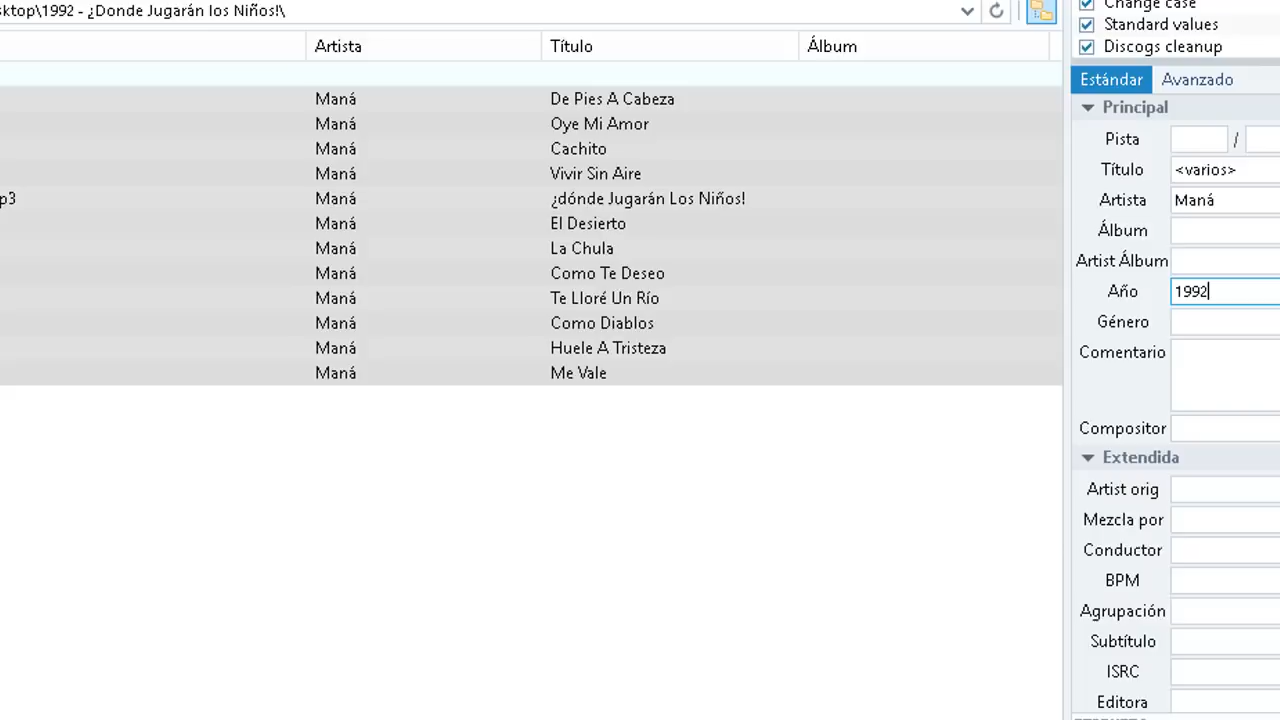 sktop\1992 - ¿Donde Jugarán los Niños!\
Artista Título Álbum
Maná De Pies A Cabeza
Maná Oye Mi Amor
Maná Cachito
Maná Vivir Sin Aire
p3 Maná ¿dónde Jugarán Los Niños!
Maná El Desierto
Maná La Chula
Maná Como Te Deseo
Maná Te Lloré Un Río
Maná Como Diablos
Maná Huele A Tristeza
Maná Me Vale
Change case
Standard values
Discogs cleanup
Estándar Avanzado
Principal
Pista /
Título <varios>
Artista Maná
Álbum
Artist Álbum
Año 1992
Género
Comentario
Compositor
Extendida
Artist orig
Mezcla por
Conductor
BPM
Agrupación
Subtítulo
ISRC
Editora